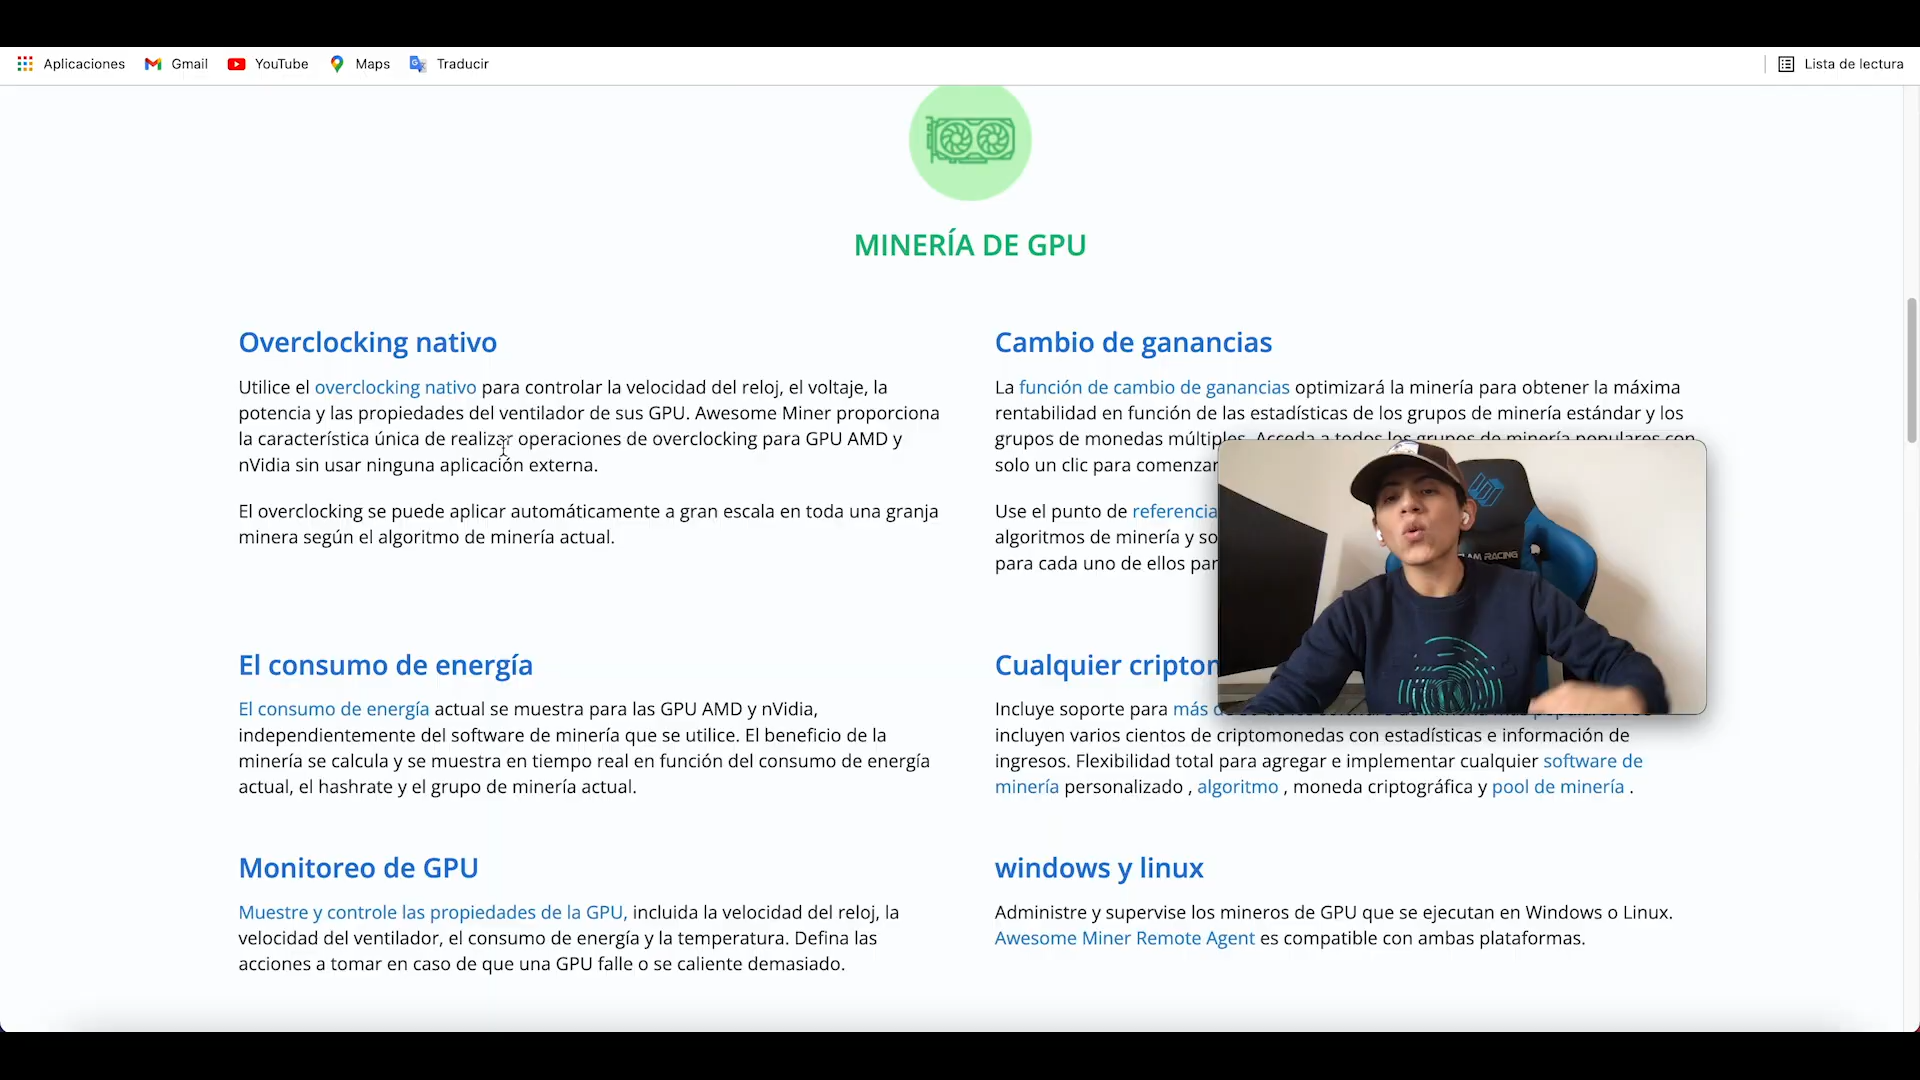 Aplicaciones Gmail YouTube Maps Traducir Lista de lectura
MINERÍA DE GPU
Overclocking nativo
Utilice el overclocking nativo para controlar la velocidad del reloj, el voltaje, la
potencia y las propiedades del ventilador de sus GPU. Awesome Miner proporciona
la característica única de realizar operaciones de overclocking para GPU AMD y
nVidia sin usar ninguna aplicación externa.
El overclocking se puede aplicar automáticamente a gran escala en toda una granja
minera según el algoritmo de minería actual.
Cambio de ganancias
La función de cambio de ganancias optimizará la minería para obtener la máxima
rentabilidad en función de las estadísticas de los grupos de minería estándar y los
grupos de monedas múltiples. Acceda a todos los grupos de minería populares con
solo un clic para comenzar
Use el punto de referencia
algoritmos de minería y so
para cada uno de ellos par
AM RACING
El consumo de energía
El consumo de energía actual se muestra para las GPU AMD y nVidia,
independientemente del software de minería que se utilice. El beneficio de la
minería se calcula y se muestra en tiempo real en función del consumo de energía
actual, el hashrate y el grupo de minería actual.
Cualquier cripton
Incluye soporte para más
incluyen varios cientos de criptomonedas con estadísticas e información de
ingresos. Flexibilidad total para agregar e implementar cualquier software de
minería personalizado , algoritmo , moneda criptográfica y pool de minería .
Monitoreo de GPU
Muestre y controle las propiedades de la GPU, incluida la velocidad del reloj, la
velocidad del ventilador, el consumo de energía y la temperatura. Defina las
acciones a tomar en caso de que una GPU falle o se caliente demasiado.
windows y linux
Administre y supervise los mineros de GPU que se ejecutan en Windows o Linux.
Awesome Miner Remote Agent es compatible con ambas plataformas.